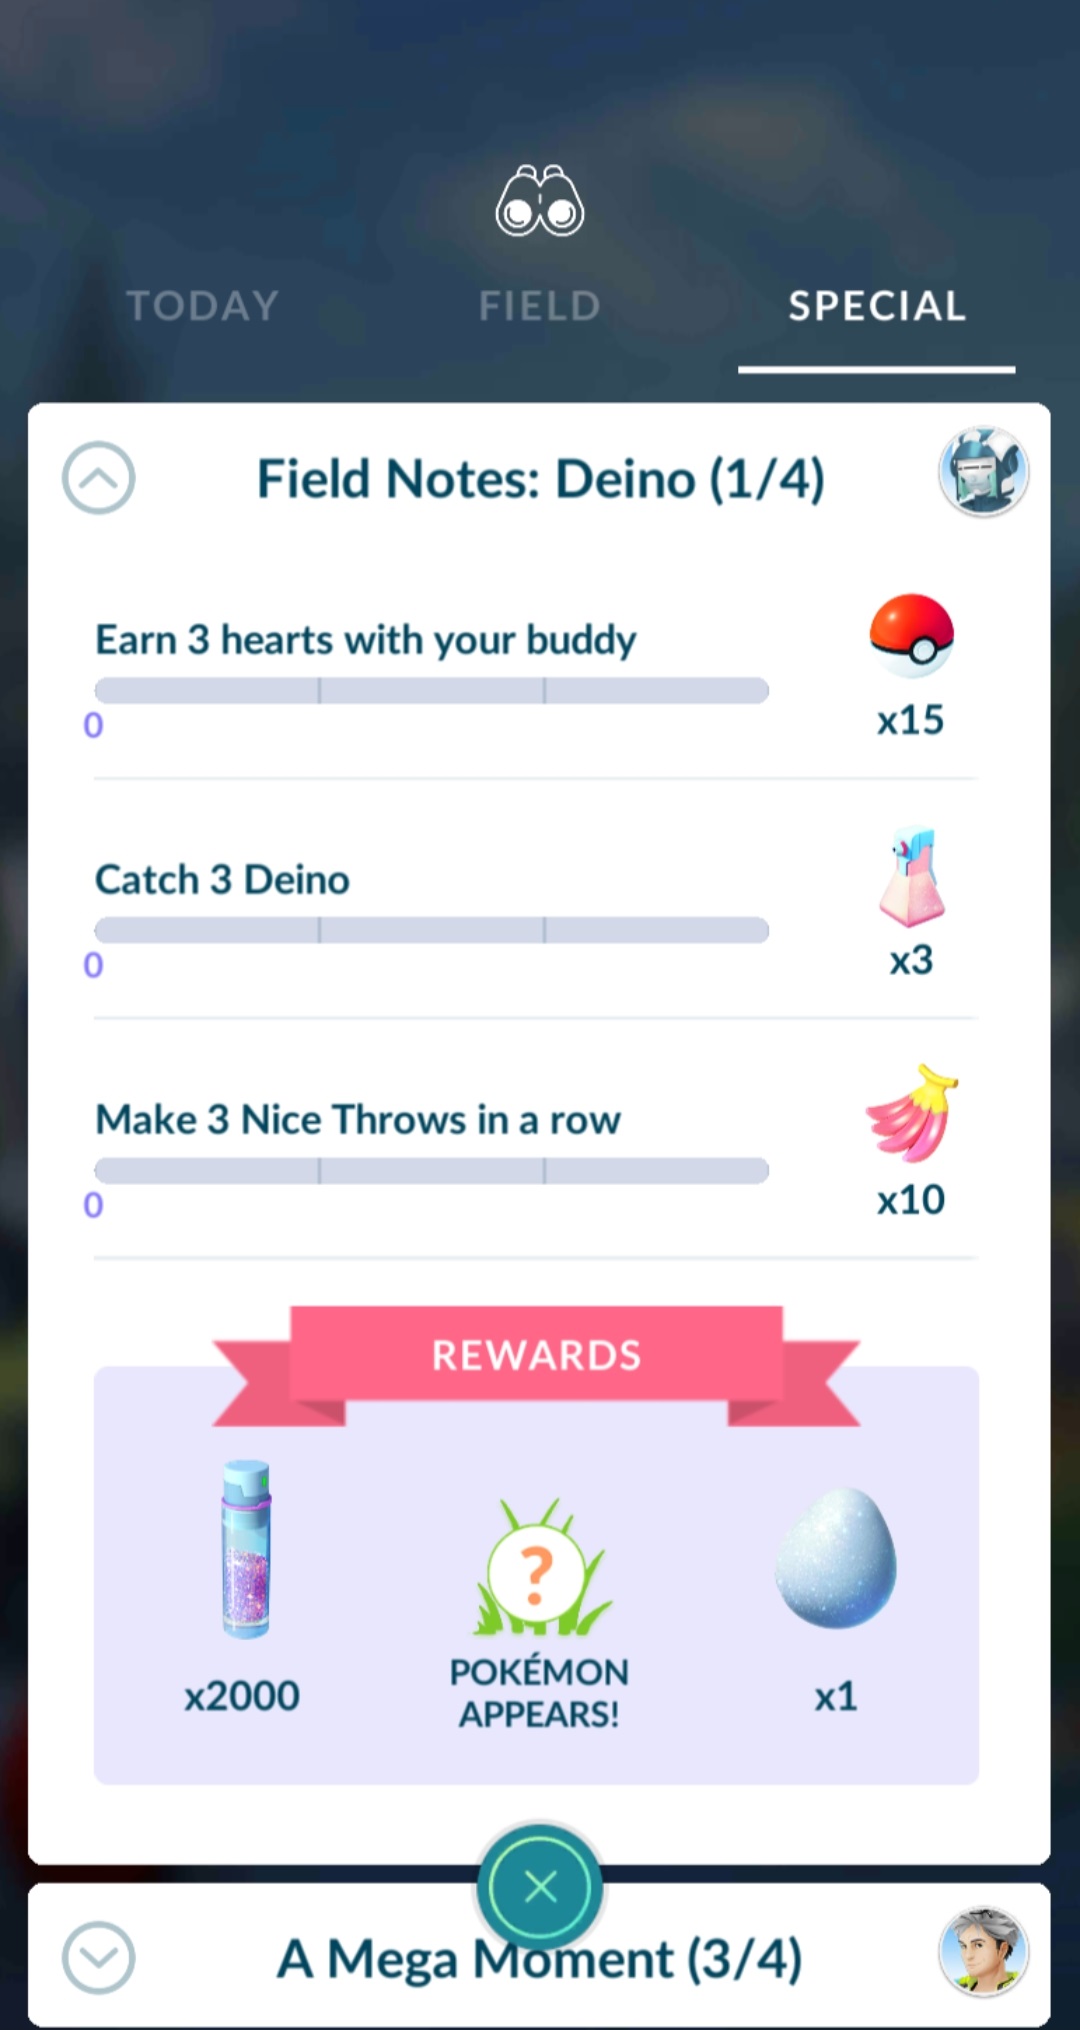 TODAY
FIELD
SPECIAL
Field Notes: Deino (1/4)
Earn 3 hearts with your buddy
0
x15
Catch 3 Deino
0
x3
Make 3 Nice Throws in a row
0
x10
REWARDS
x2000
?
POKÉMON
APPEARS!
x1
A Mega Moment (3/4)